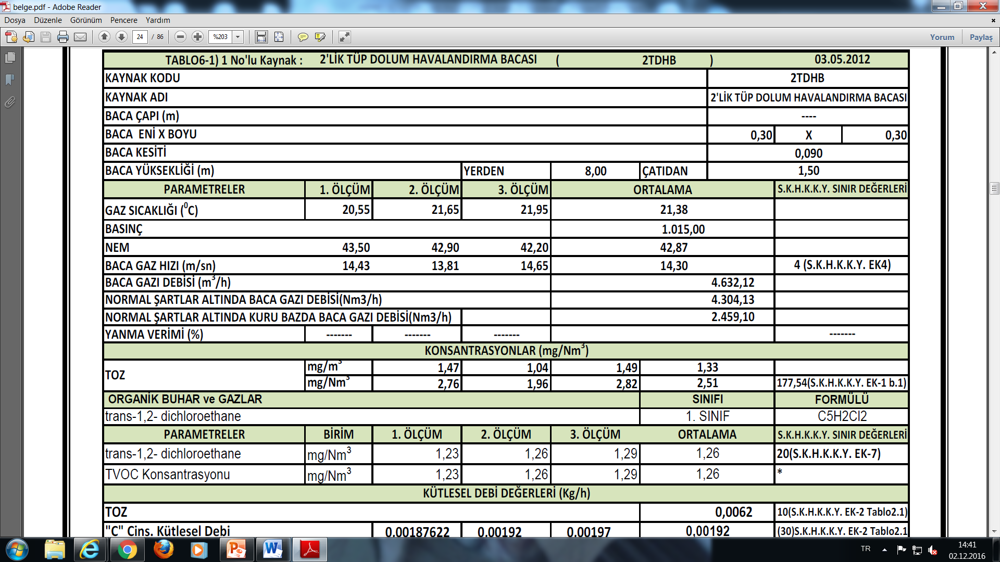 belge.pdf - Adobe Reader
Dosya Düzenle Görünüm Pencere Yardım
24 / 86 %203 Yorum Paylaş
TABLO6-1) 1 No'lu Kaynak : 2'LİK TÜP DOLUM HAVALANDIRMA BACASI ( 2TDHB ) 03.05.2012
KAYNAK KODU 2TDHB
KAYNAK ADI 2'LİK TÜP DOLUM HAVALANDIRMA BACASI
BACA ÇAPI (m) ----
BACA ENİ X BOYU 0,30 X 0,30
BACA KESİTİ 0,090
BACA YÜKSEKLİĞİ (m) YERDEN 8,00 ÇATIDAN 1,50
PARAMETRELER 1. ÖLÇÜM 2. ÖLÇÜM 3. ÖLÇÜM ORTALAMA S.K.H.K.K.Y. SINIR DEĞERLERİ
GAZ SICAKLIĞI (⁰C) 20,55 21,65 21,95 21,38
BASINÇ 1.015,00
NEM 43,50 42,90 42,20 42,87
BACA GAZ HIZI (m/sn) 14,43 13,81 14,65 14,30 4 (S.K.H.K.K.Y. EK4)
BACA GAZI DEBİSİ (m³/h) 4.632,12
NORMAL ŞARTLAR ALTINDA BACA GAZI DEBİSİ(Nm3/h) 4.304,13
NORMAL ŞARTLAR ALTINDA KURU BAZDA BACA GAZI DEBİSİ(Nm3/h) 2.459,10
YANMA VERİMİ (%) ------- ------- ------- -------
KONSANTRASYONLAR (mg/Nm³)
TOZ mg/m³ 1,47 1,04 1,49 1,33
mg/Nm³ 2,76 1,96 2,82 2,51 177,54(S.K.H.K.K.Y. EK-1 b.1)
ORGANİK BUHAR ve GAZLAR SINIFI FORMÜLÜ
trans-1,2- dichloroethane 1. SINIF C5H2Cl2
PARAMETRELER BİRİM 1. ÖLÇÜM 2. ÖLÇÜM 3. ÖLÇÜM ORTALAMA S.K.H.K.K.Y. SINIR DEĞERLERİ
trans-1,2- dichloroethane mg/Nm³ 1,23 1,26 1,29 1,26 20(S.K.H.K.K.Y. EK-7)
TVOC Konsantrasyonu mg/Nm³ 1,23 1,26 1,29 1,26 *
KÜTLESEL DEBİ DEĞERLERİ (Kg/h)
TOZ 0,0062 10(S.K.H.K.K.Y. EK-2 Tablo2.1)
"C" Cins. Kütlesel Debi 0,00187622 0,00192 0,00197 0,00192 (30)S.K.H.K.K.Y. EK-2 Tablo2.1
TR 14:41
02.12.2016